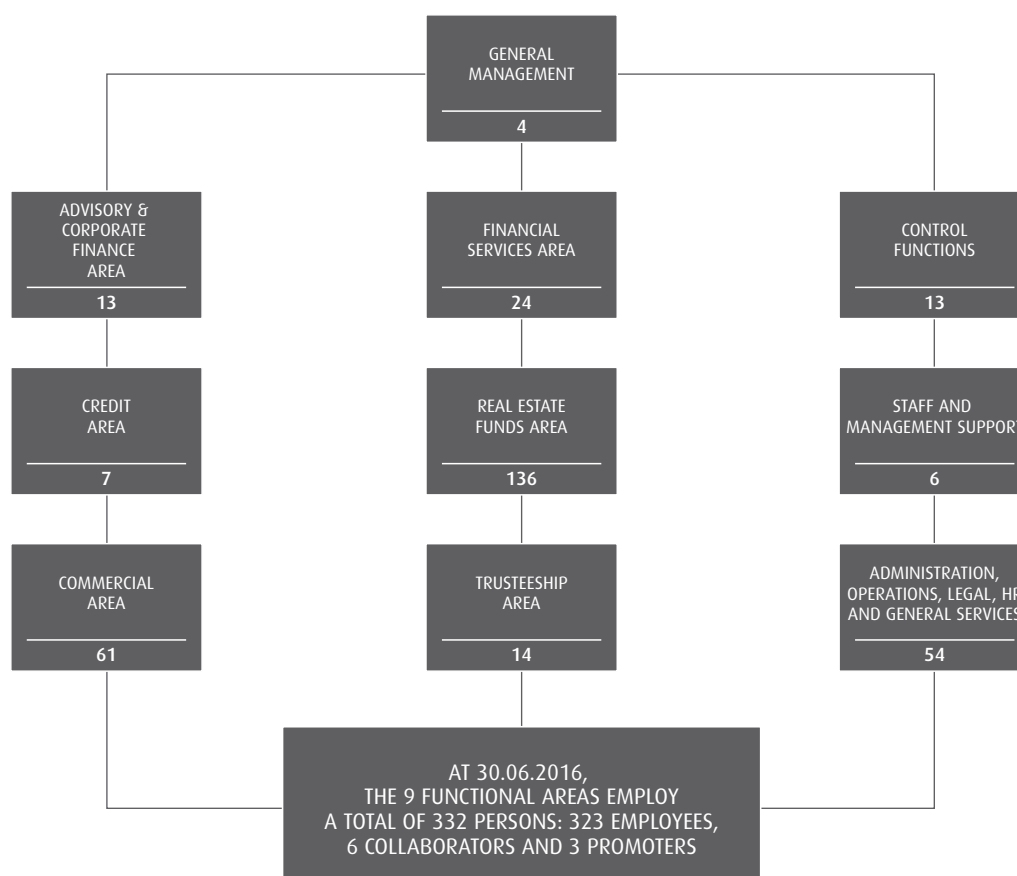 GENERAL
MANAGEMENT
4
ADVISORY &
CORPORATE
FINANCE
AREA
13
FINANCIAL
SERVICES AREA
24
CONTROL
FUNCTIONS
13
CREDIT
AREA
7
REAL ESTATE
FUNDS AREA
136
STAFF AND
MANAGEMENT SUPPORT
6
COMMERCIAL
AREA
61
TRUSTEESHIP
AREA
14
ADMINISTRATION,
OPERATIONS, LEGAL, HR
AND GENERAL SERVICES
54
AT 30.06.2016,
THE 9 FUNCTIONAL AREAS EMPLOY
A TOTAL OF 332 PERSONS: 323 EMPLOYEES,
6 COLLABORATORS AND 3 PROMOTERS